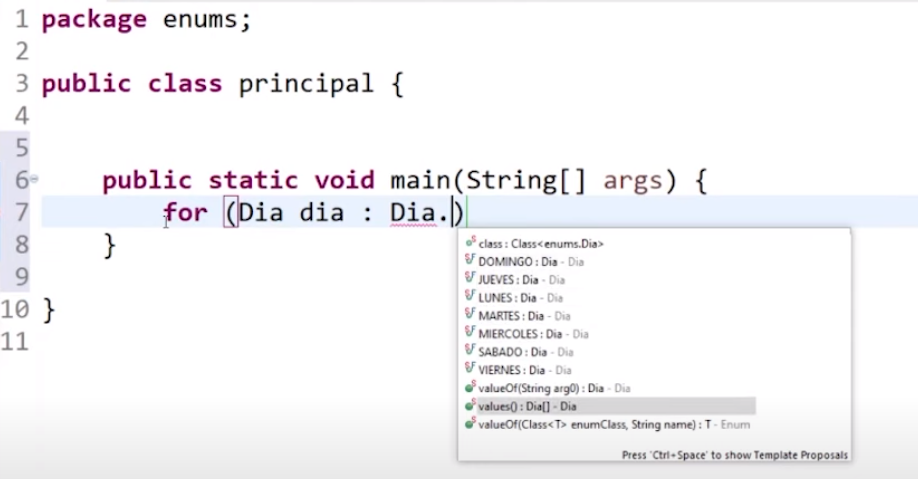 1 package enums;
2
3 public class principal {
4
5
6 public static void main(String[] args) {
7 for (Dia dia : Dia.)
8 }
9
10 }
11
class : Class<enums.Dia>
DOMINGO : Dia - Dia
JUEVES : Dia - Dia
LUNES : Dia - Dia
MARTES : Dia - Dia
MIERCOLES : Dia - Dia
SABADO : Dia - Dia
VIERNES : Dia - Dia
valueOf(String arg0) : Dia - Dia
values() : Dia[] - Dia
valueOf(Class<T> enumClass, String name) : T - Enum
Press 'Ctrl+Space' to show Template Proposals